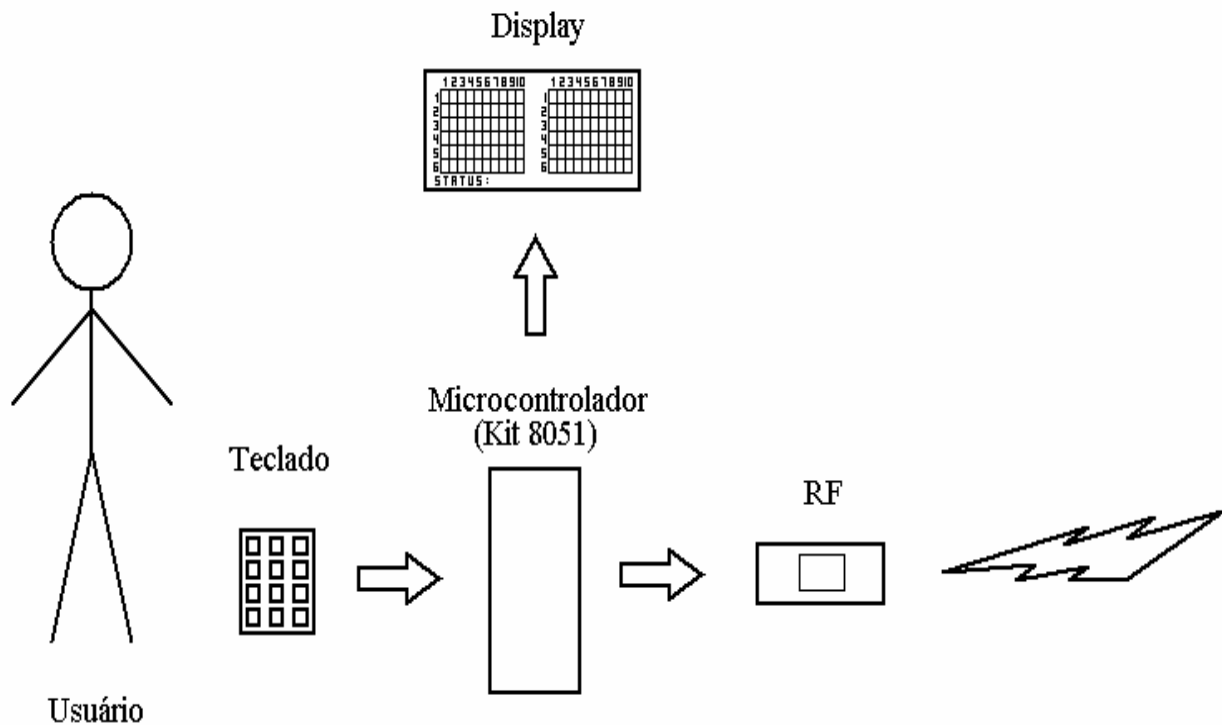 Display
12345678910 12345678910
1 1
2 2
3 3
4 4
5 5
6 6
STATUS:
Microcontrolador
(Kit 8051)
Teclado
RF
Usuário